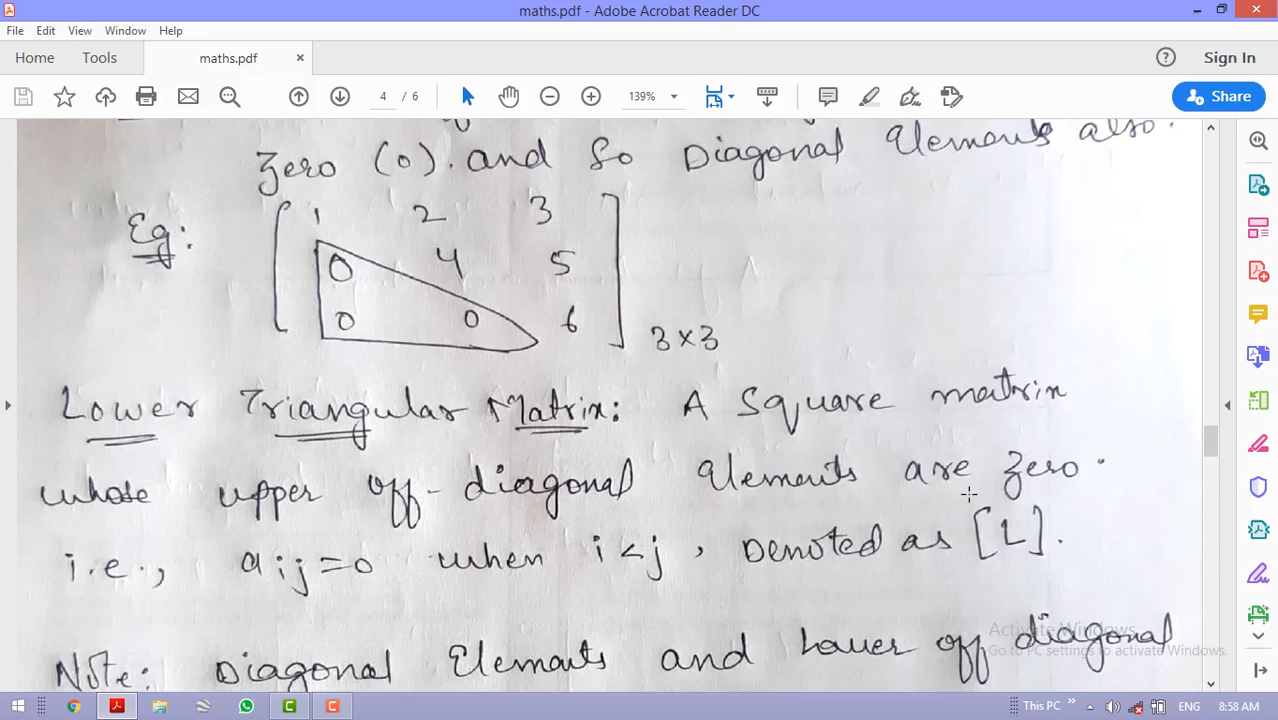 maths.pdf - Adobe Acrobat Reader DC
File Edit View Window Help
Home Tools maths.pdf × Sign In
4 / 6 139% Share
Zero (0). and so Diagonal Elements also.
Eg: 1 2 3
0 4 5
0 0 6
3×3
Lower Triangular Matrix: A Square matrix
whose upper off-diagonal Elements are Zero.
i.e., aij=0 when i<j, Denoted as [L].
Note: Diagonal Elements and Lower off diagonal
Activate Windows
Go to PC settings to activate Windows.
This PC » ENG 8:58 AM